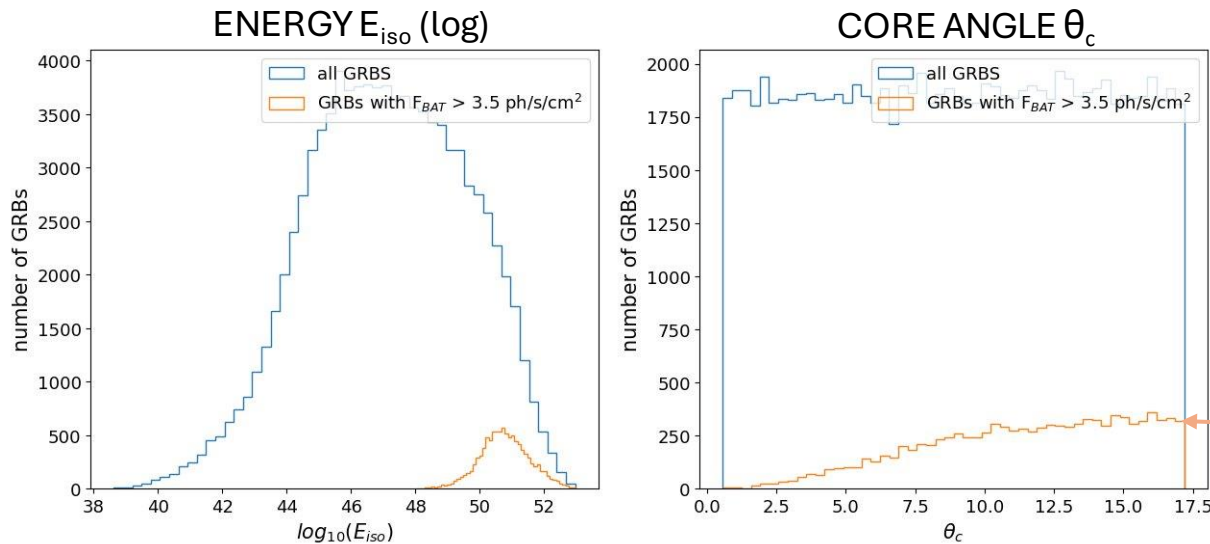 ENERGY E_iso (log)
CORE ANGLE θ_c
number of GRBs
4000
3500
3000
2500
2000
1500
1000
500
0
all GRBS
GRBs with F_BAT > 3.5 ph/s/cm²
38 40 42 44 46 48 50 52
log₁₀(E_iso)
number of GRBs
2000
1750
1500
1250
1000
750
500
250
0
all GRBS
GRBs with F_BAT > 3.5 ph/s/cm²
0.0 2.5 5.0 7.5 10.0 12.5 15.0 17.5
θ_c